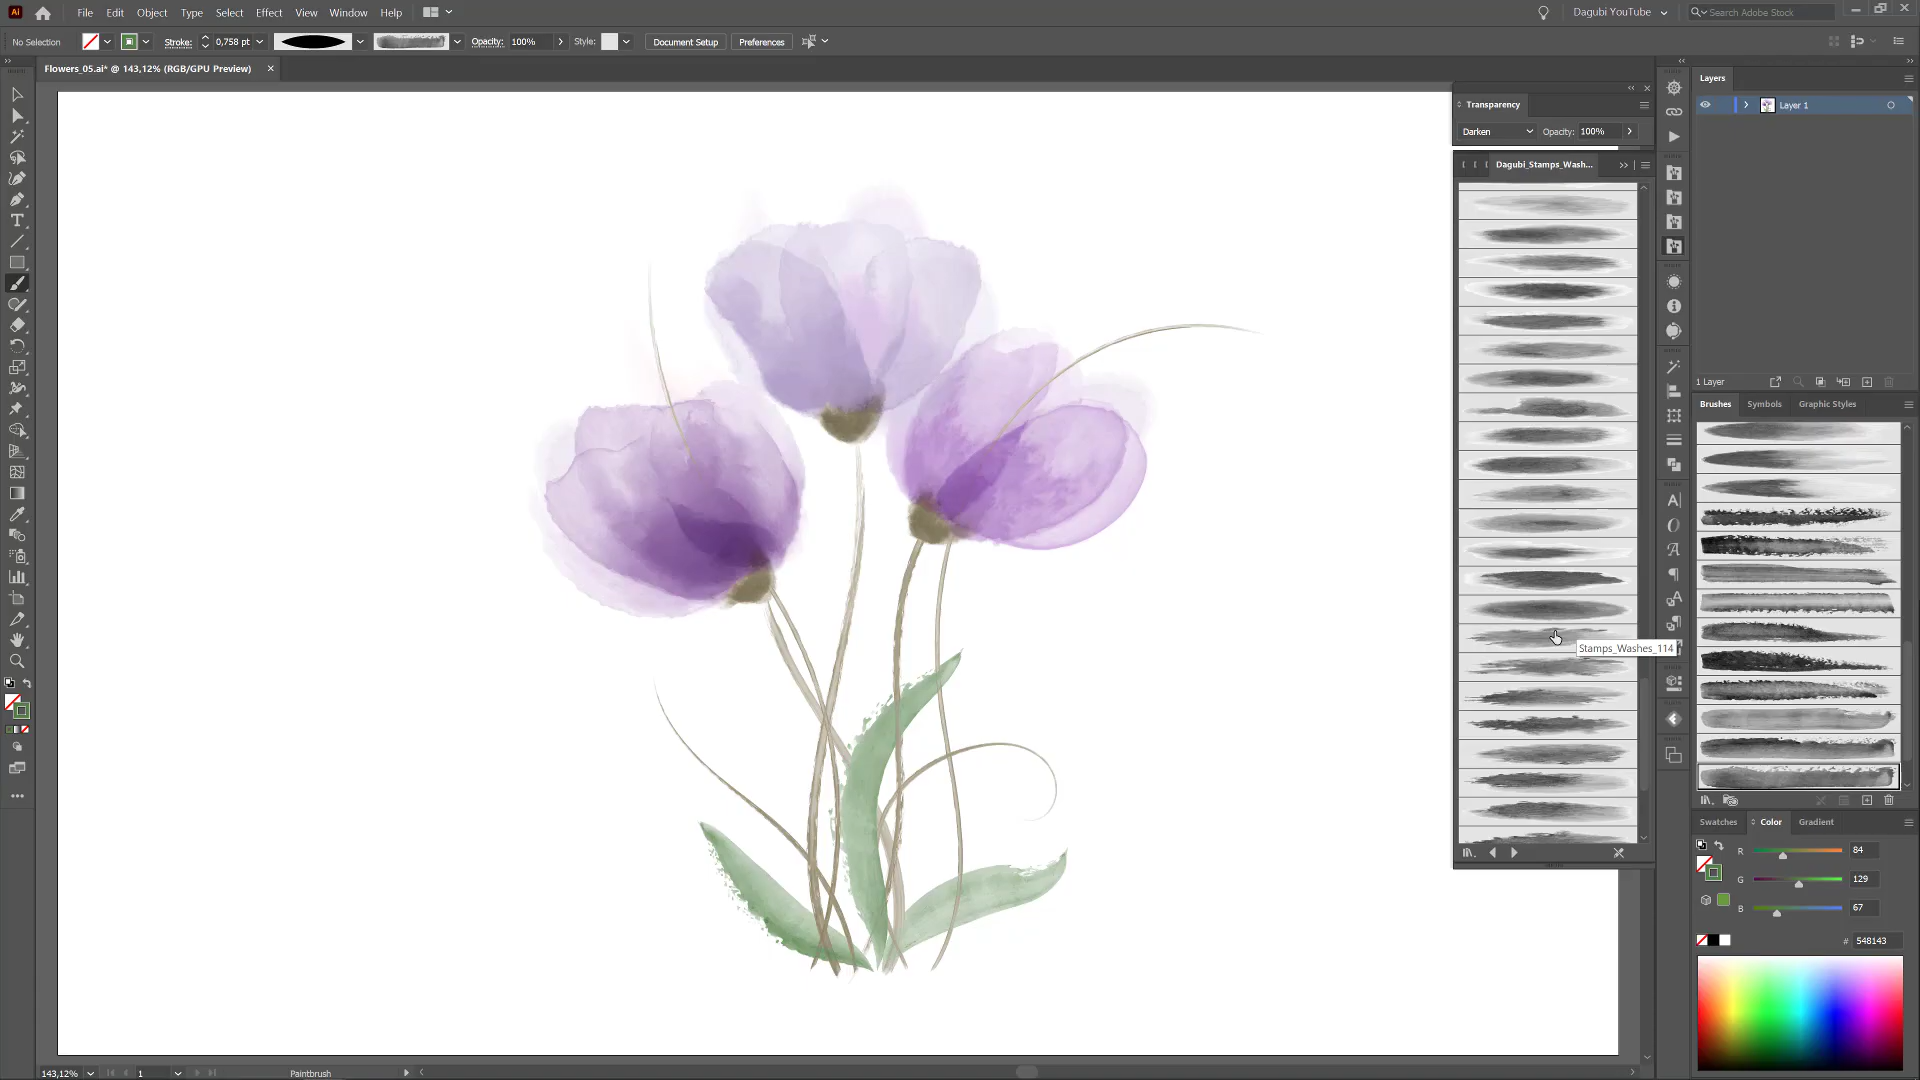 Ai File Edit Object Type Select Effect View Window Help Dagubi YouTube Search Adobe Stock
No Selection Stroke: 0,758 pt Opacity: 100% Style: Document Setup Preferences
Flowers_05.ai* @ 143,12% (RGB/GPU Preview)
Layers
Transparency
Layer 1
Darken Opacity: 100%
Dagubi_Stamps_Wash...
1 Layer
Brushes Symbols Graphic Styles
Stamps_Washes_114
Swatches Color Gradient
R 84
G 129
B 67
# 548143
143,12% 1 Paintbrush